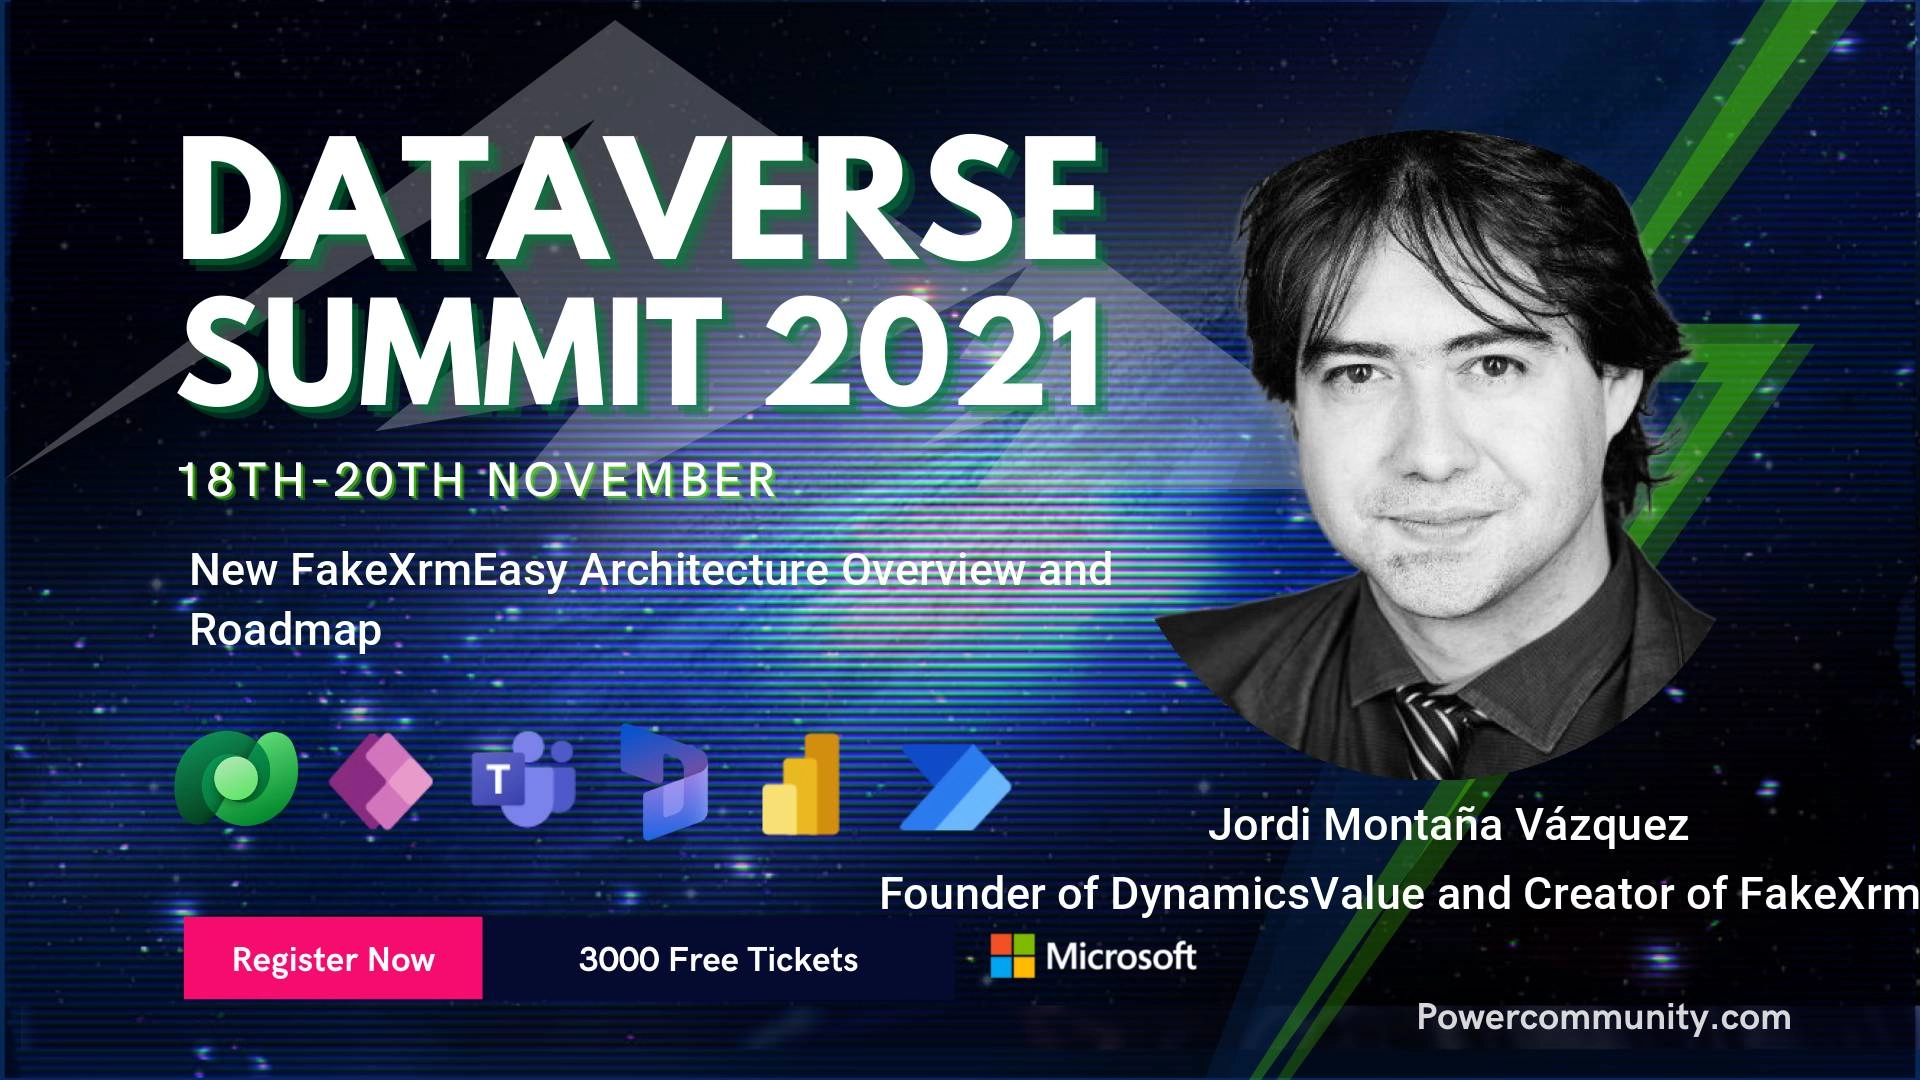 DATAVERSE
SUMMIT 2021
18TH-20TH NOVEMBER
New FakeXrmEasy Architecture Overview and
Roadmap
T
Jordi Montaña Vázquez
Founder of DynamicsValue and Creator of FakeXrm
Register Now
3000 Free Tickets
Microsoft
Powercommunity.com